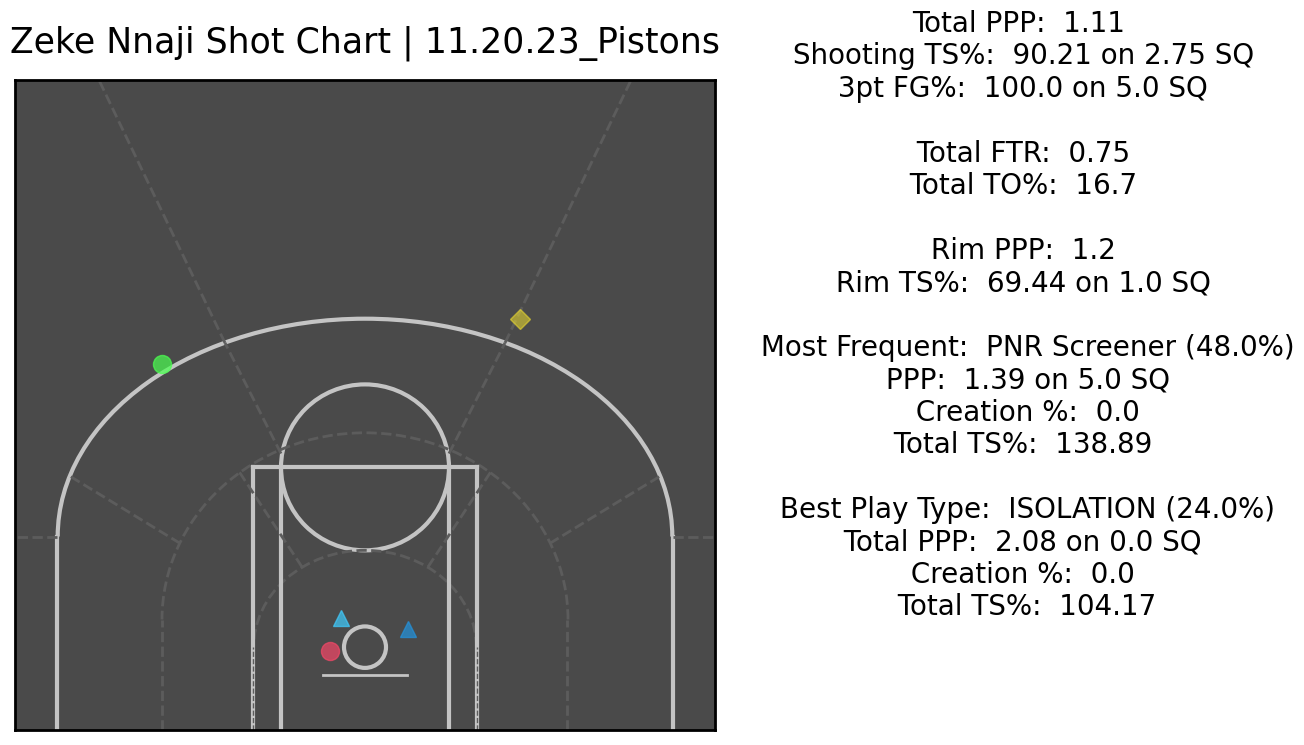 Zeke Nnaji Shot Chart | 11.20.23_Pistons
Total PPP:  1.11
Shooting TS%:  90.21 on 2.75 SQ
3pt FG%:  100.0 on 5.0 SQ
Total FTR:  0.75
Total TO%:  16.7
Rim PPP:  1.2
Rim TS%:  69.44 on 1.0 SQ
Most Frequent:  PNR Screener (48.0%)
PPP:  1.39 on 5.0 SQ
Creation %:  0.0
Total TS%:  138.89
Best Play Type:  ISOLATION (24.0%)
Total PPP:  2.08 on 0.0 SQ
Creation %:  0.0
Total TS%:  104.17